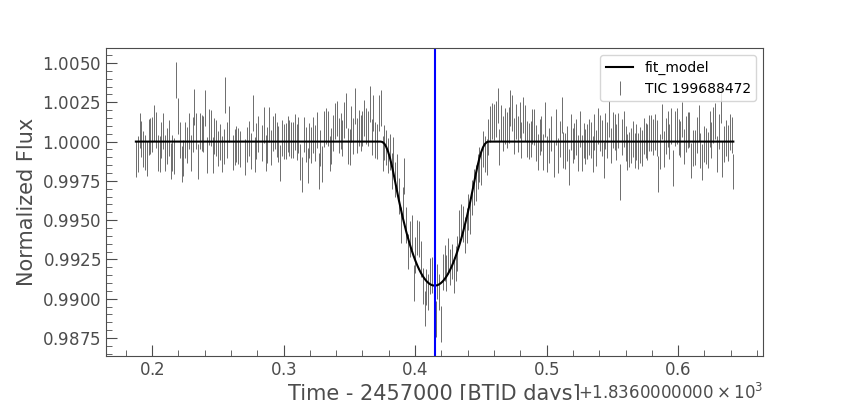 1.0050
1.0025
1.0000
0.9975
0.9950
0.9925
0.9900
0.9875
Normalized Flux
fit_model
TIC 199688472
0.2 0.3 0.4 0.5 0.6
Time - 2457000 [BTJD days]
+1.8360000000 × 10³